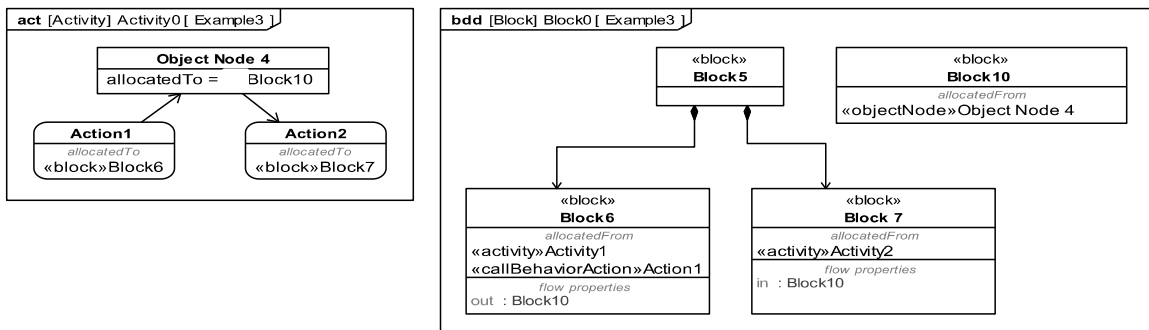 act [Activity] Activity0 [ Example3 ]
Object Node 4
allocatedTo = Block10
Action1
allocatedTo
«block»Block6
Action2
allocatedTo
«block»Block7
bdd [Block] Block0 [ Example3 ]
«block»
Block5
«block»
Block10
allocatedFrom
«objectNode»Object Node 4
«block»
Block6
allocatedFrom
«activity»Activity1
«callBehaviorAction»Action1
flow properties
out : Block10
«block»
Block 7
allocatedFrom
«activity»Activity2
flow properties
in : Block10